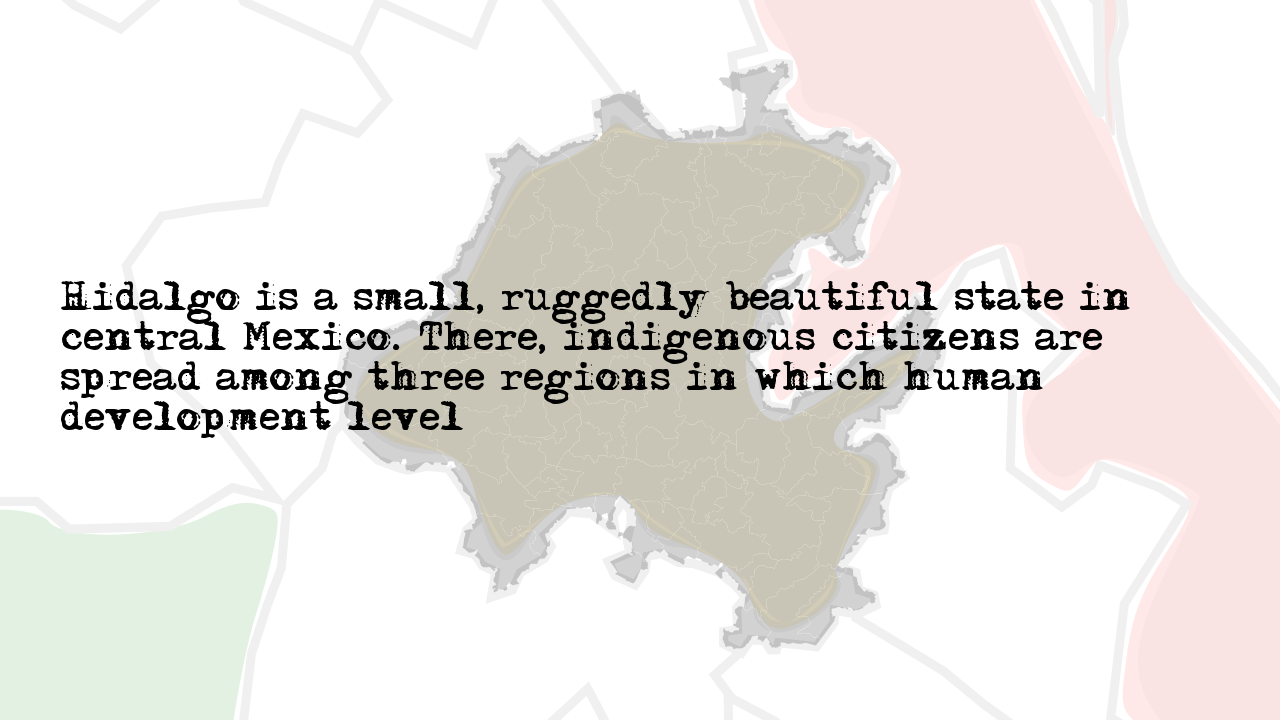 Hidalgo is a small, ruggedly beautiful state in
central Mexico. There, indigenous citizens are
spread among three regions in which human
development level